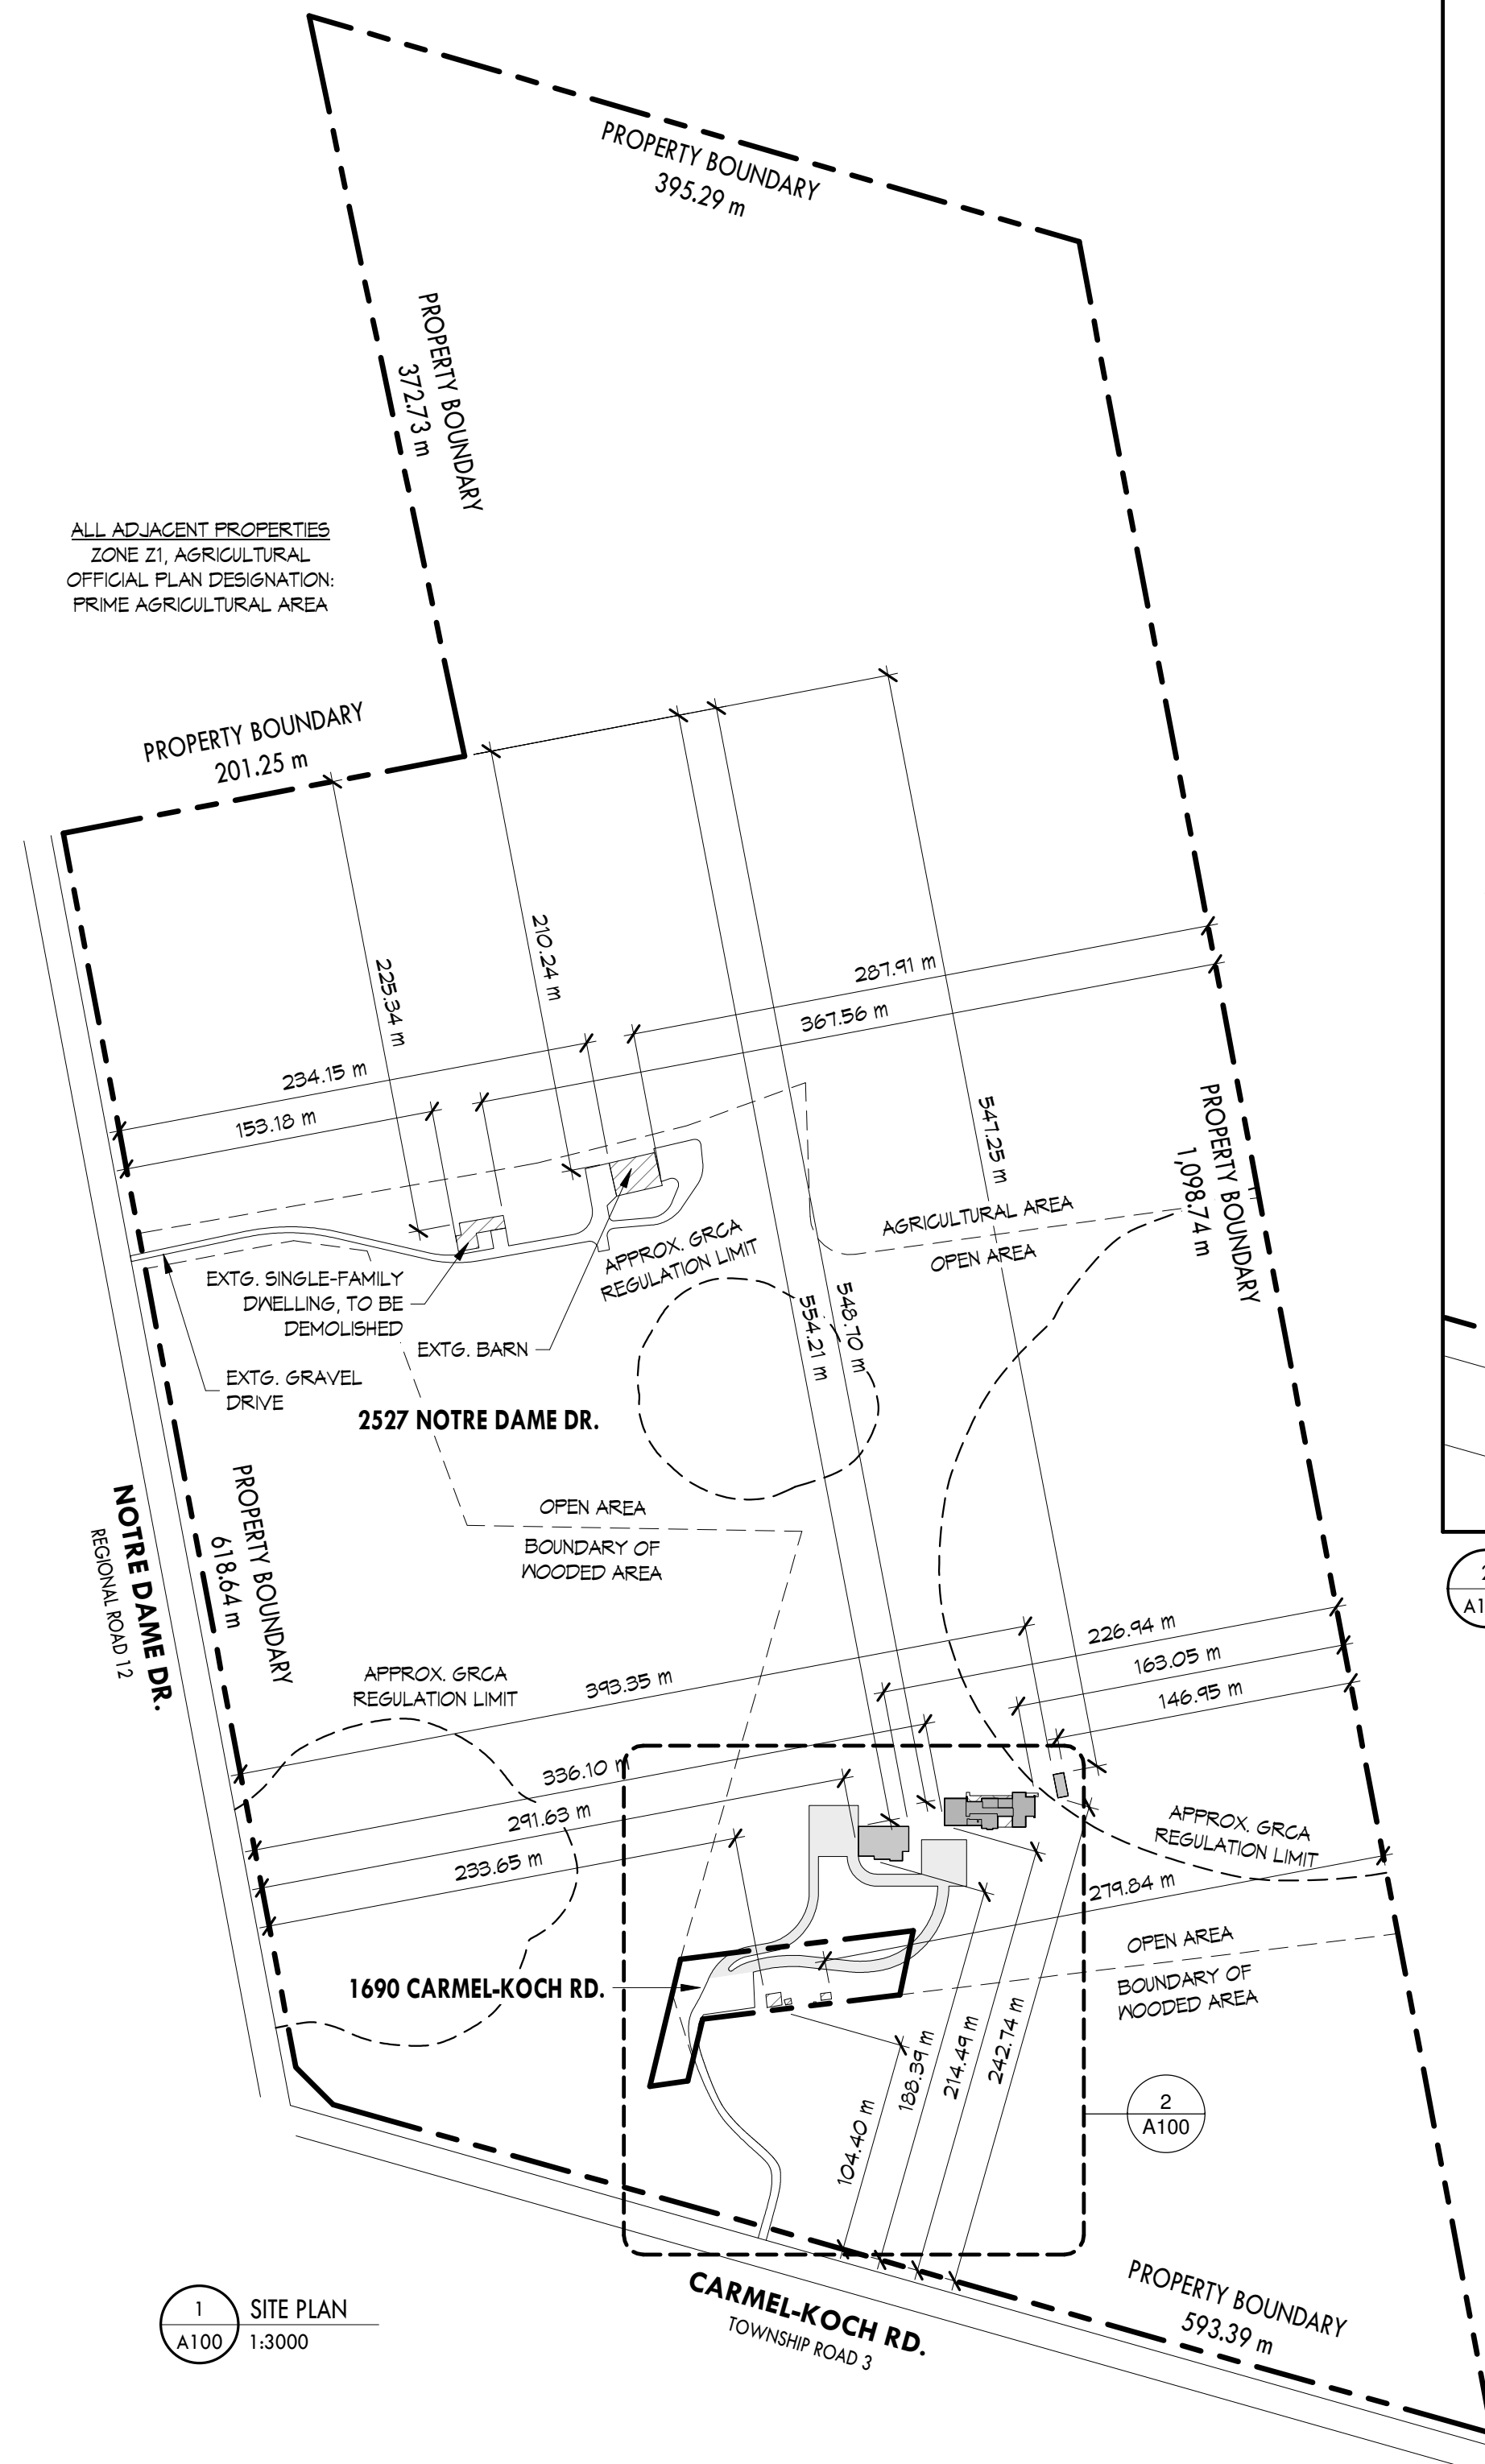 PROPERTY BOUNDARY
395.29 m
PROPERTY BOUNDARY
372.73 m
ALL ADJACENT PROPERTIES
ZONE Z1, AGRICULTURAL
OFFICIAL PLAN DESIGNATION:
PRIME AGRICULTURAL AREA
PROPERTY BOUNDARY
201.25 m
225.34 m
210.24 m
287.91 m
367.56 m
234.15 m
153.18 m
547.25 m
PROPERTY BOUNDARY
1,098.74 m
AGRICULTURAL AREA
OPEN AREA
APPROX. GRCA
REGULATION LIMIT
554.21 m
548.70 m
EXTG. SINGLE-FAMILY
DWELLING, TO BE
DEMOLISHED
EXTG. BARN
EXTG. GRAVEL
DRIVE
2527 NOTRE DAME DR.
NOTRE DAME DR.
REGIONAL ROAD 12
PROPERTY BOUNDARY
618.64 m
OPEN AREA
BOUNDARY OF
WOODED AREA
APPROX. GRCA
REGULATION LIMIT
393.35 m
226.94 m
163.05 m
146.95 m
336.10 m
291.63 m
233.65 m
APPROX. GRCA
REGULATION LIMIT
279.84 m
OPEN AREA
BOUNDARY OF
WOODED AREA
1690 CARMEL-KOCH RD.
104.40 m
188.39 m
214.49 m
242.74 m
2
A100
CARMEL-KOCH RD.
TOWNSHIP ROAD 3
PROPERTY BOUNDARY
593.39 m
1
A100
SITE PLAN
1:3000